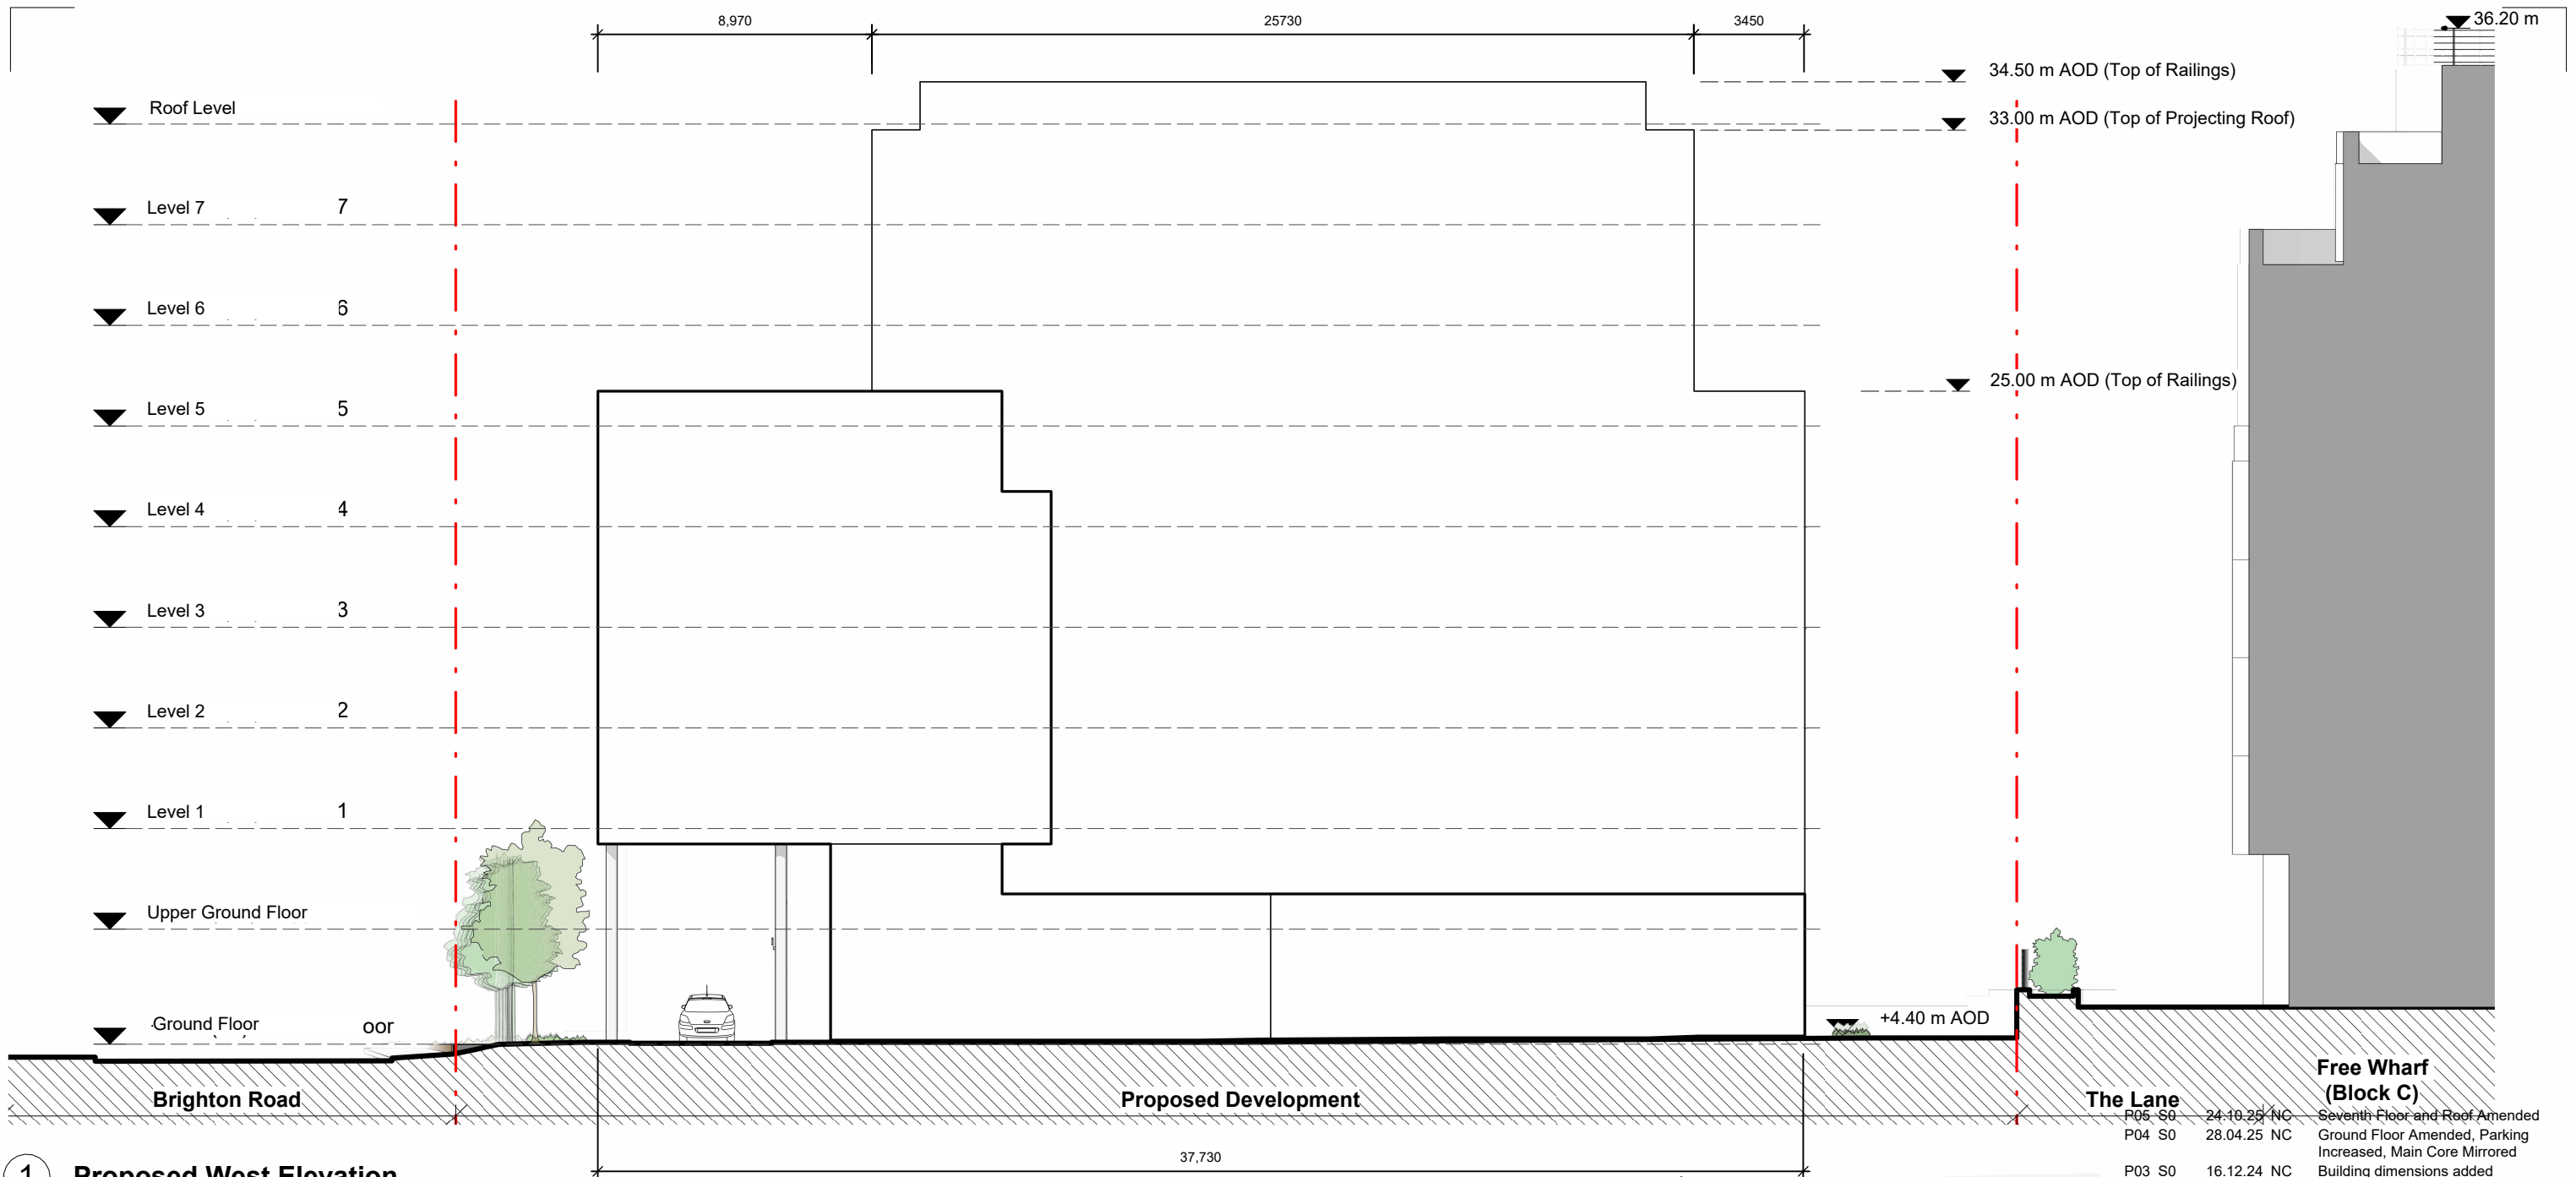 8,970 25730 3450
36.20 m
34.50 m AOD (Top of Railings)
Roof Level
33.00 m AOD (Top of Projecting Roof)
Level 7 7
Level 6 6
25.00 m AOD (Top of Railings)
Level 5 5
Level 4 4
Level 3 3
Level 2 2
Level 1 1
Upper Ground Floor
Ground Floor oor
+4.40 m AOD
Brighton Road
Proposed Development
The Lane
Free Wharf
(Block C)
P05 S0 24.10.25 NC Seventh Floor and Roof Amended
P04 S0 28.04.25 NC Ground Floor Amended, Parking
Increased, Main Core Mirrored
P03 S0 16.12.24 NC Building dimensions added
37,730
1 Proposed West Elevation